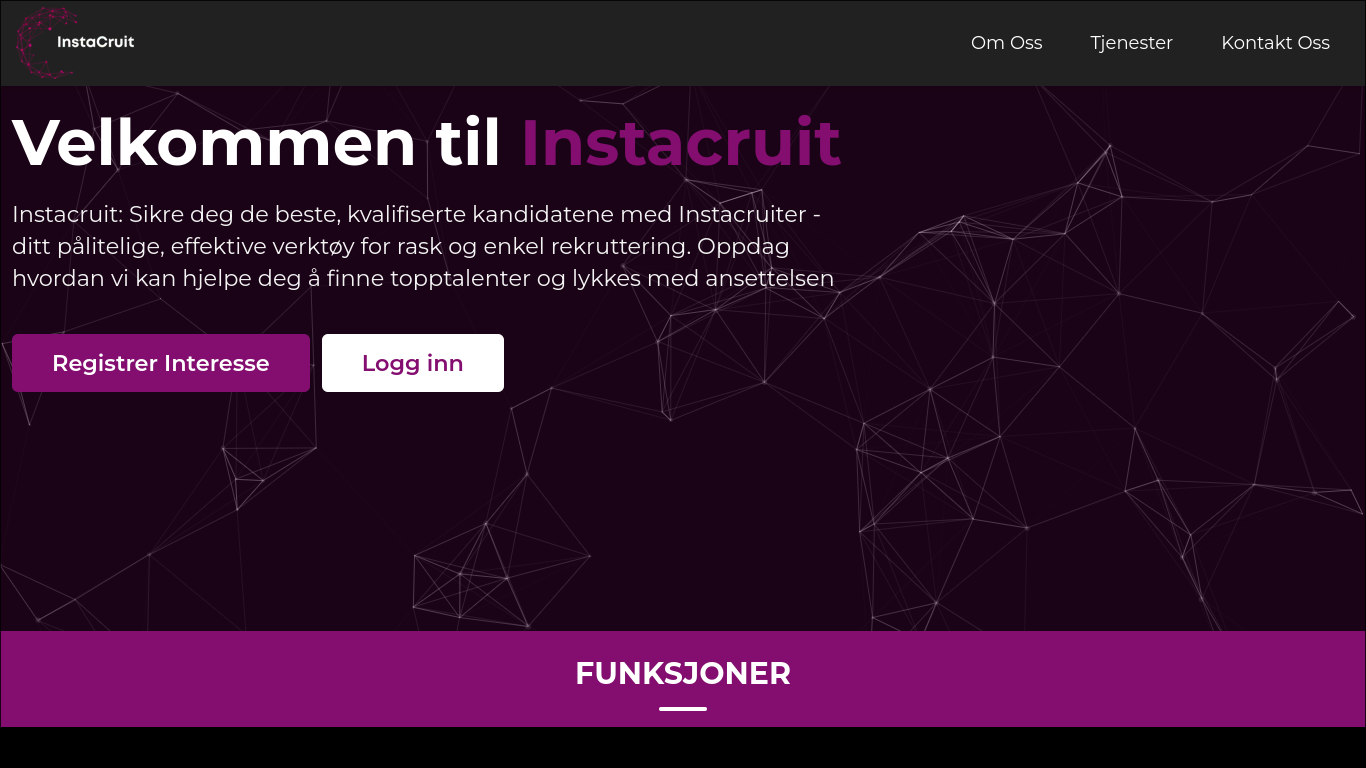 InstaCruit
Om Oss
Tjenester
Kontakt Oss
Velkommen til Instacruit
Instacruit: Sikre deg de beste, kvalifiserte kandidatene med Instacruiter -
ditt pålitelige, effektive verktøy for rask og enkel rekruttering. Oppdag
hvordan vi kan hjelpe deg å finne topptalenter og lykkes med ansettelsen
Registrer Interesse
Logg inn
FUNKSJONER